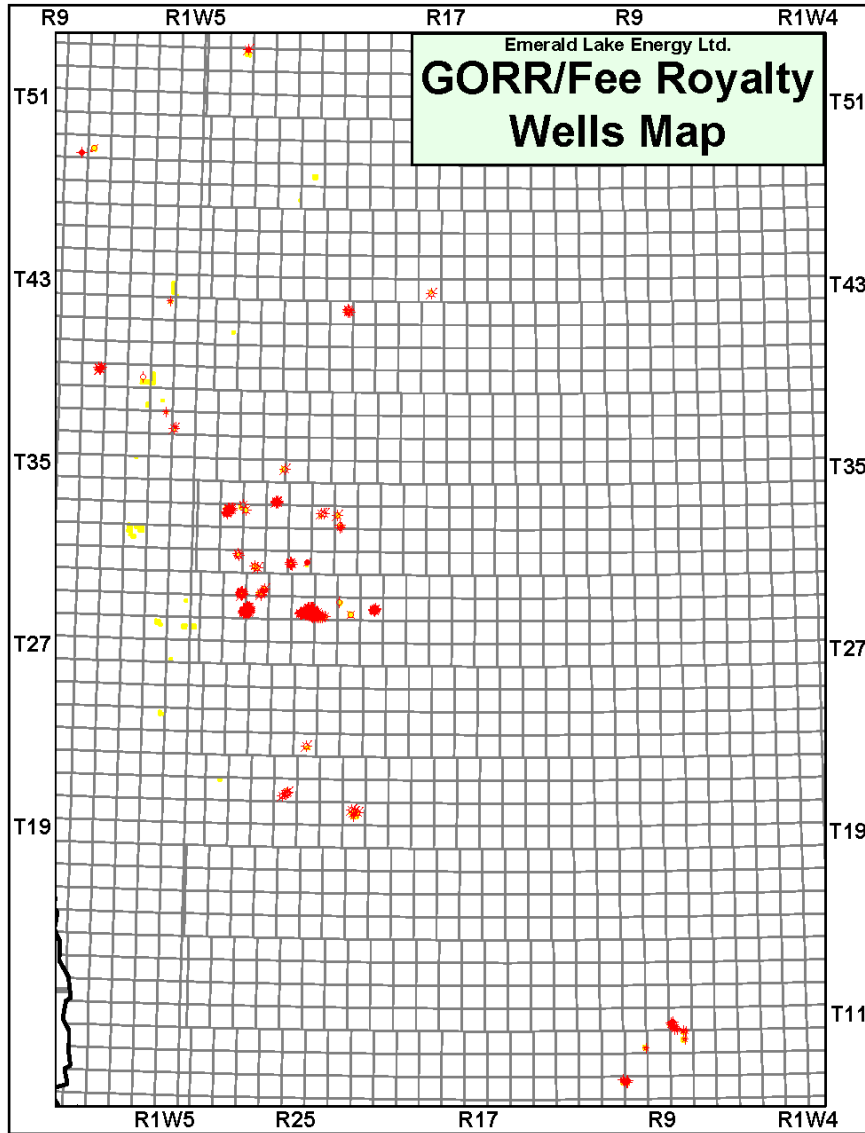 R9 R1W5 R17 R9 R1W4
Emerald Lake Energy Ltd.
GORR/Fee Royalty
Wells Map
T51 T51
T43 T43
T35 T35
T27 T27
T19 T19
T11
R1W5 R25 R17 R9 R1W4